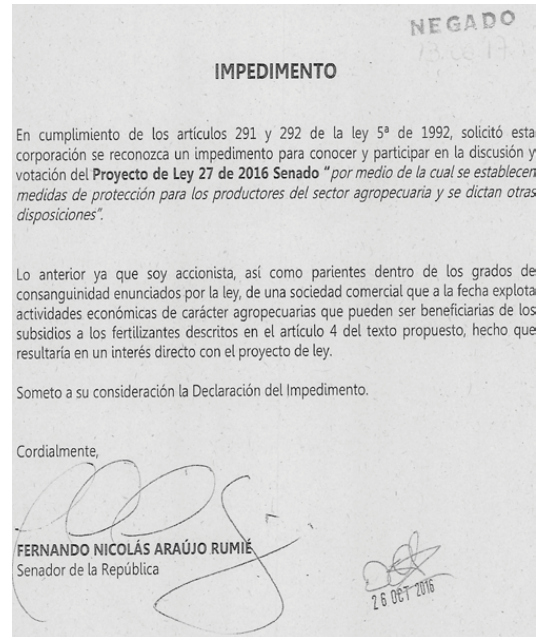 NEGADO
IMPEDIMENTO
En cumplimiento de los artículos 291 y 292 de la ley 5ª de 1992, solicitó esta
corporación se reconozca un impedimento para conocer y participar en la discusión y
votación del Proyecto de Ley 27 de 2016 Senado "por medio de la cual se establecen
medidas de protección para los productores del sector agropecuaria y se dictan otras
disposiciones".
Lo anterior ya que soy accionista, así como parientes dentro de los grados de
consanguinidad enunciados por la ley, de una sociedad comercial que a la fecha explota
actividades económicas de carácter agropecuarias que pueden ser beneficiarias de los
subsidios a los fertilizantes descritos en el artículo 4 del texto propuesto, hecho que
resultaría en un interés directo con el proyecto de ley.
Someto a su consideración la Declaración del Impedimento.
Cordialmente,
FERNANDO NICOLÁS ARAÚJO RUMIÉ
Senador de la República
26 OCT 2016